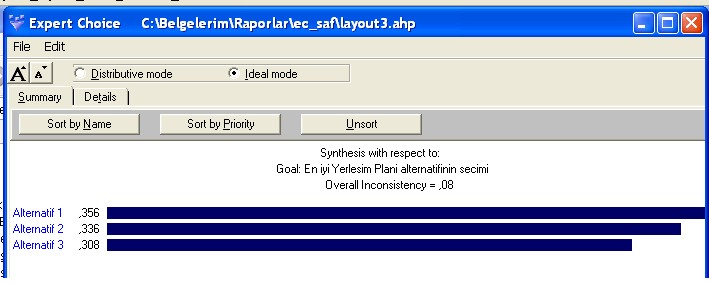 Expert Choice C:\Belgelerim\Raporlar\ec_saf\layout3.ahp
File Edit
A A Distributive mode Ideal mode
Summary Details
Sort by Name Sort by Priority Unsort
Synthesis with respect to:
Goal: En iyi Yerlesim Plani alternatifinin secimi
Overall Inconsistency = ,08
Alternatif 1 ,356
Alternatif 2 ,336
Alternatif 3 ,308